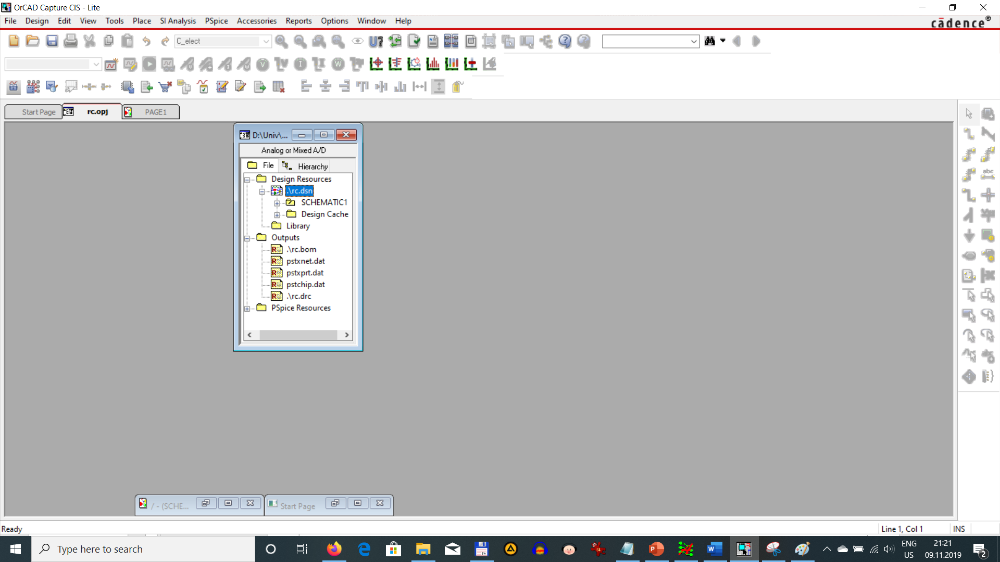 OrCAD Capture CIS - Lite
File Design Edit View Tools Place SI Analysis PSpice Accessories Reports Options Window Help
cādence®
C_elect
U?
Start Page rc.opj PAGE1
D:\Univ\...
Analog or Mixed A/D
File Hierarchy
Design Resources
.\rc.dsn
SCHEMATIC1
Design Cache
Library
Outputs
.\rc.bom
pstxnet.dat
pstxprt.dat
pstchip.dat
.\rc.drc
PSpice Resources
/ - (SCHE... Start Page
Ready Line 1, Col 1 INS
Type here to search
ENG 21:21
US 09.11.2019
2